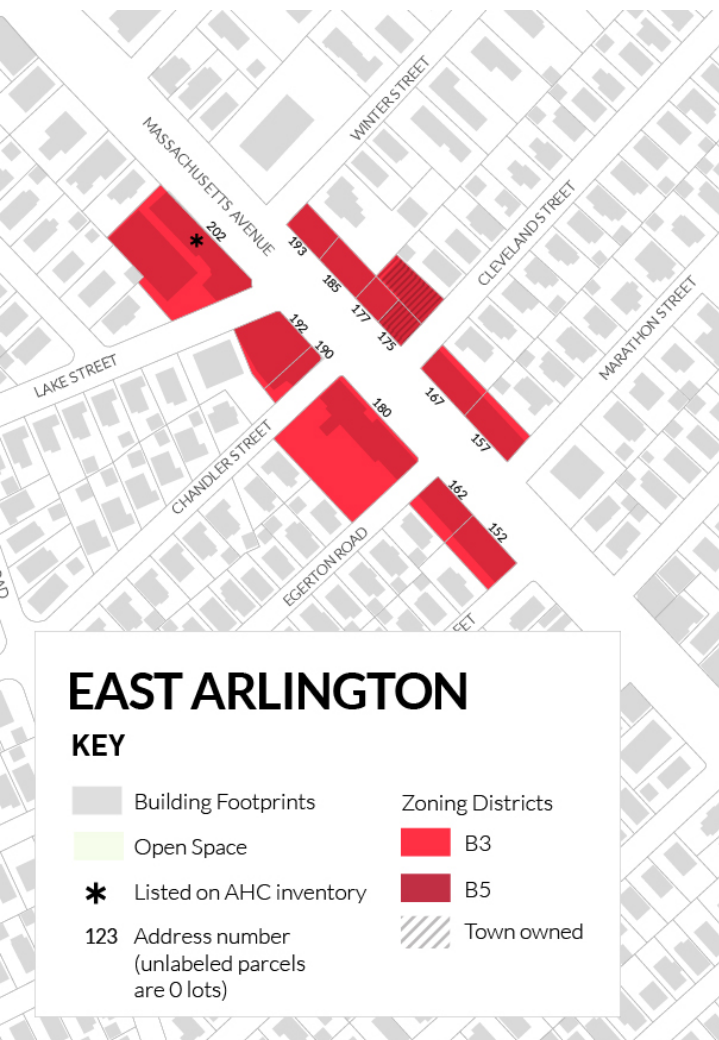 WINTER STREET
MASSACHUSETTS AVENUE
CLEVELAND STREET
202
193
185
177
175
MARATHON STREET
192
190
LAKE STREET
167
180
157
CHANDLER STREET
162
152
EGERTON ROAD
AD
EET
EAST ARLINGTON
KEY
Building Footprints
Open Space
Listed on AHC inventory
123 Address number
(unlabeled parcels
are 0 lots)
Zoning Districts
B3
B5
Town owned